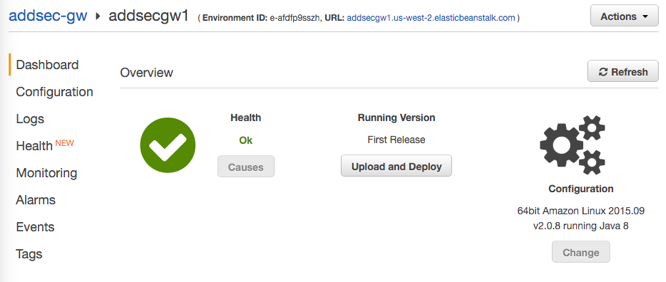 addsec-gw ▸ addsecgw1 ( Environment ID: e-afdfp9sszh, URL: addsecgw1.us-west-2.elasticbeanstalk.com )
Actions
Dashboard
Configuration
Logs
Health NEW
Monitoring
Alarms
Events
Tags
Overview
Refresh
Health
Ok
Causes
Running Version
First Release
Upload and Deploy
Configuration
64bit Amazon Linux 2015.09
v2.0.8 running Java 8
Change